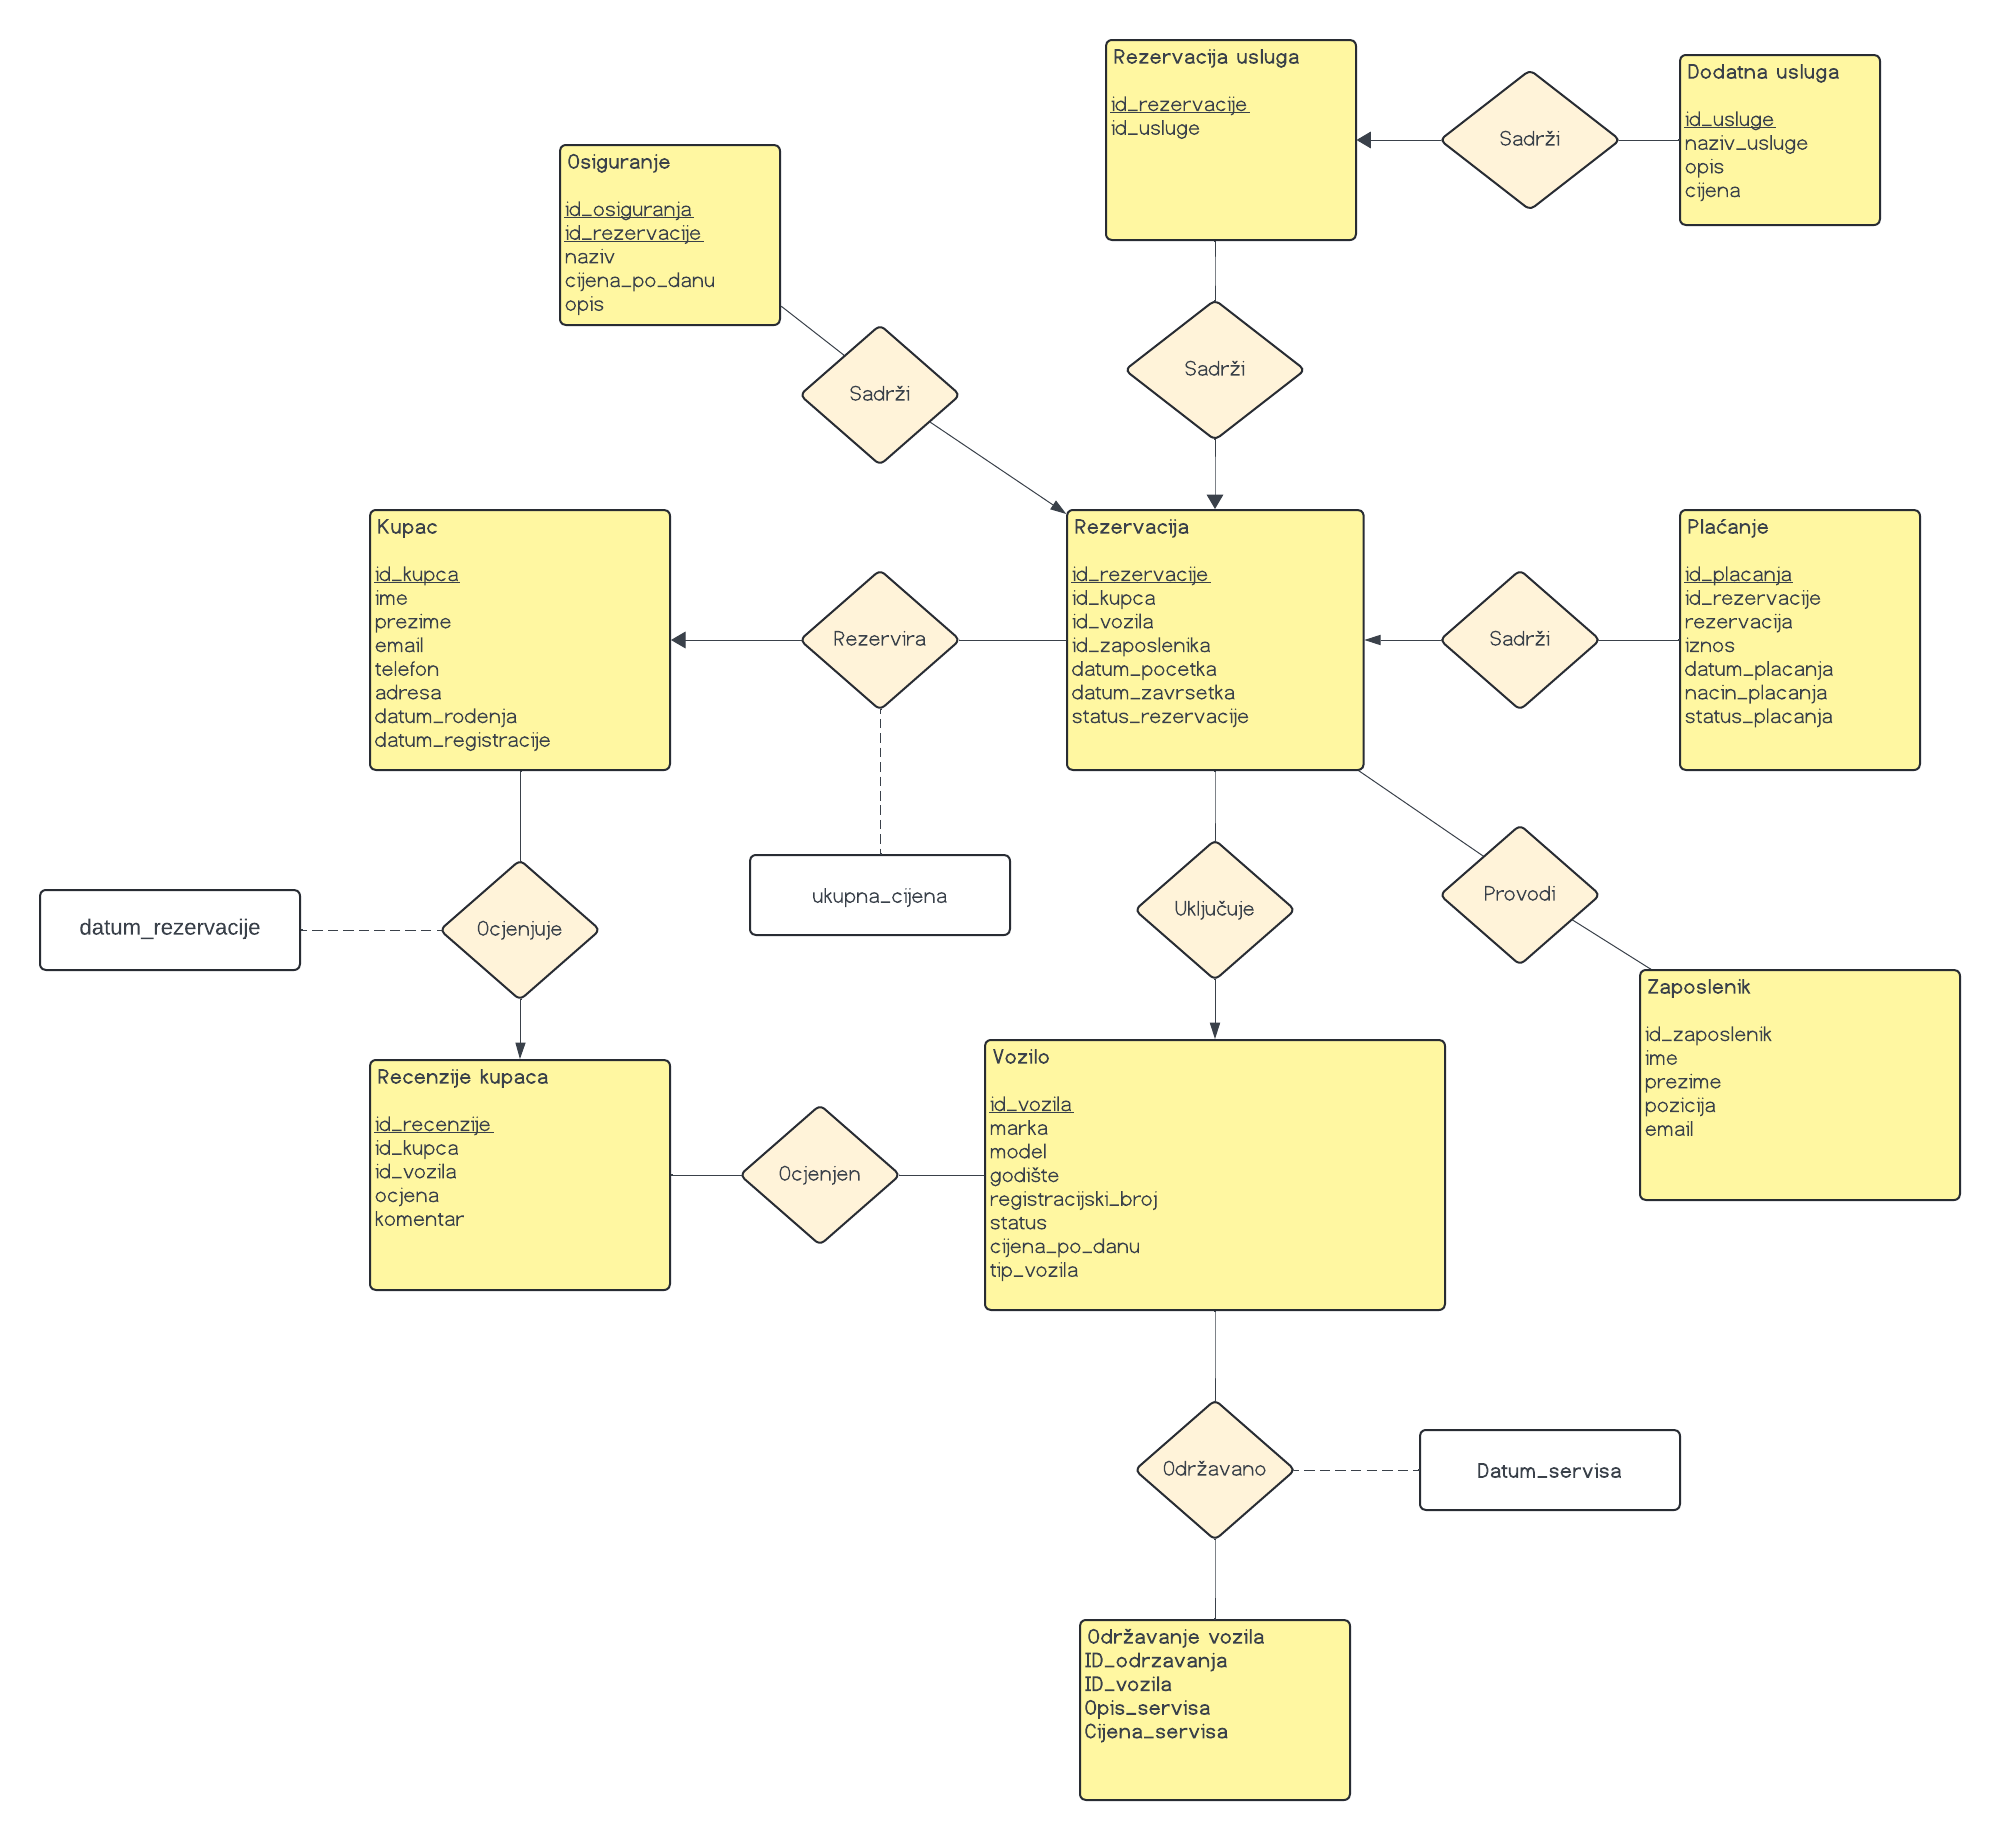 Rezervacija usluga
id_rezervacije
id_usluge
Sadrži
Dodatna usluga
id_usluge
naziv_usluge
opis
cijena
Osiguranje
id_osiguranja
id_rezervacije
naziv
cijena_po_danu
opis
Sadrži
Sadrži
Kupac
id_kupca
ime
prezime
email
telefon
adresa
datum_rodenja
datum_registracije
Rezervira
Rezervacija
id_rezervacije
id_kupca
id_vozila
id_zaposlenika
datum_pocetka
datum_zavrsetka
status_rezervacije
Sadrži
Plaćanje
id_placanja
id_rezervacije
rezervacija
iznos
datum_placanja
nacin_placanja
status_placanja
datum_rezervacije
Ocjenjuje
ukupna_cijena
Uključuje
Provodi
Zaposlenik
id_zaposlenik
ime
prezime
pozicija
email
Recenzije kupaca
id_recenzije
id_kupca
id_vozila
ocjena
komentar
Ocjenjen
Vozilo
id_vozila
marka
model
godište
registracijski_broj
status
cijena_po_danu
tip_vozila
Održavano
Datum_servisa
Održavanje vozila
ID_odrzavanja
ID_vozila
Opis_servisa
Cijena_servisa